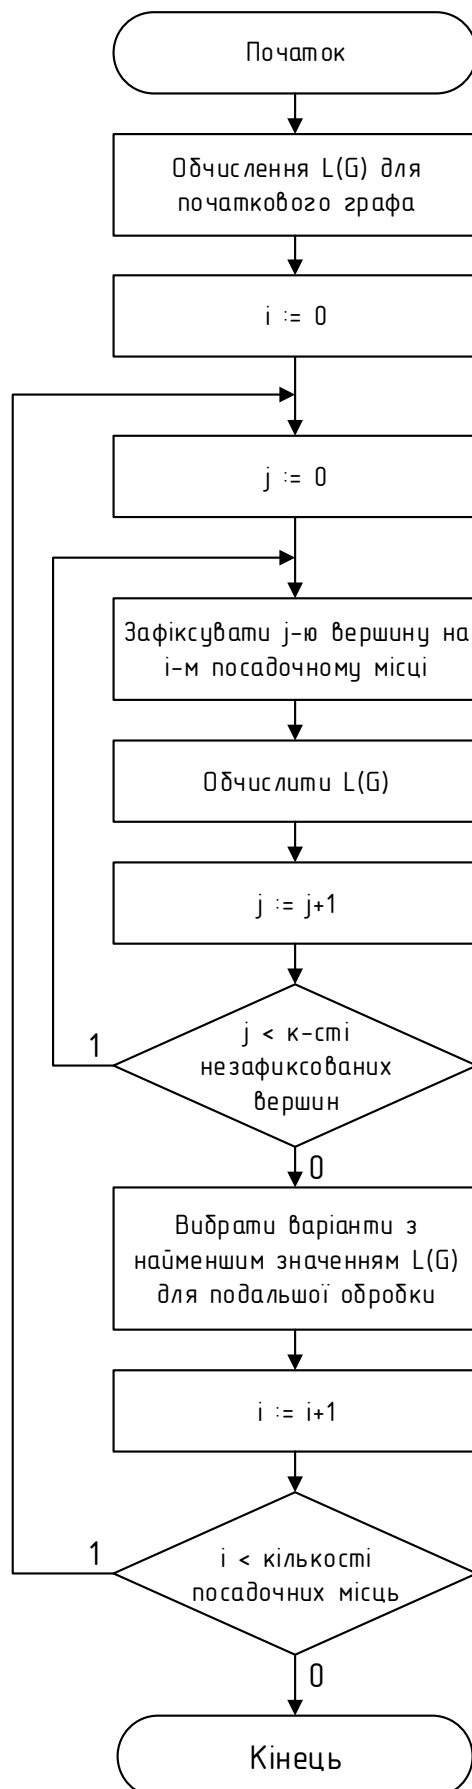 Початок
Обчислення L(G) для
початкового графа
i := 0
j := 0
Зафіксувати j-ю вершину на
i-м посадочному місці
Обчислити L(G)
j := j+1
j < к-сті
незафиксованих
вершин
1
0
Вибрати варіанти з
найменшим значенням L(G)
для подальшої обробки
i := i+1
i < кількості
посадочних місць
1
0
Кінець